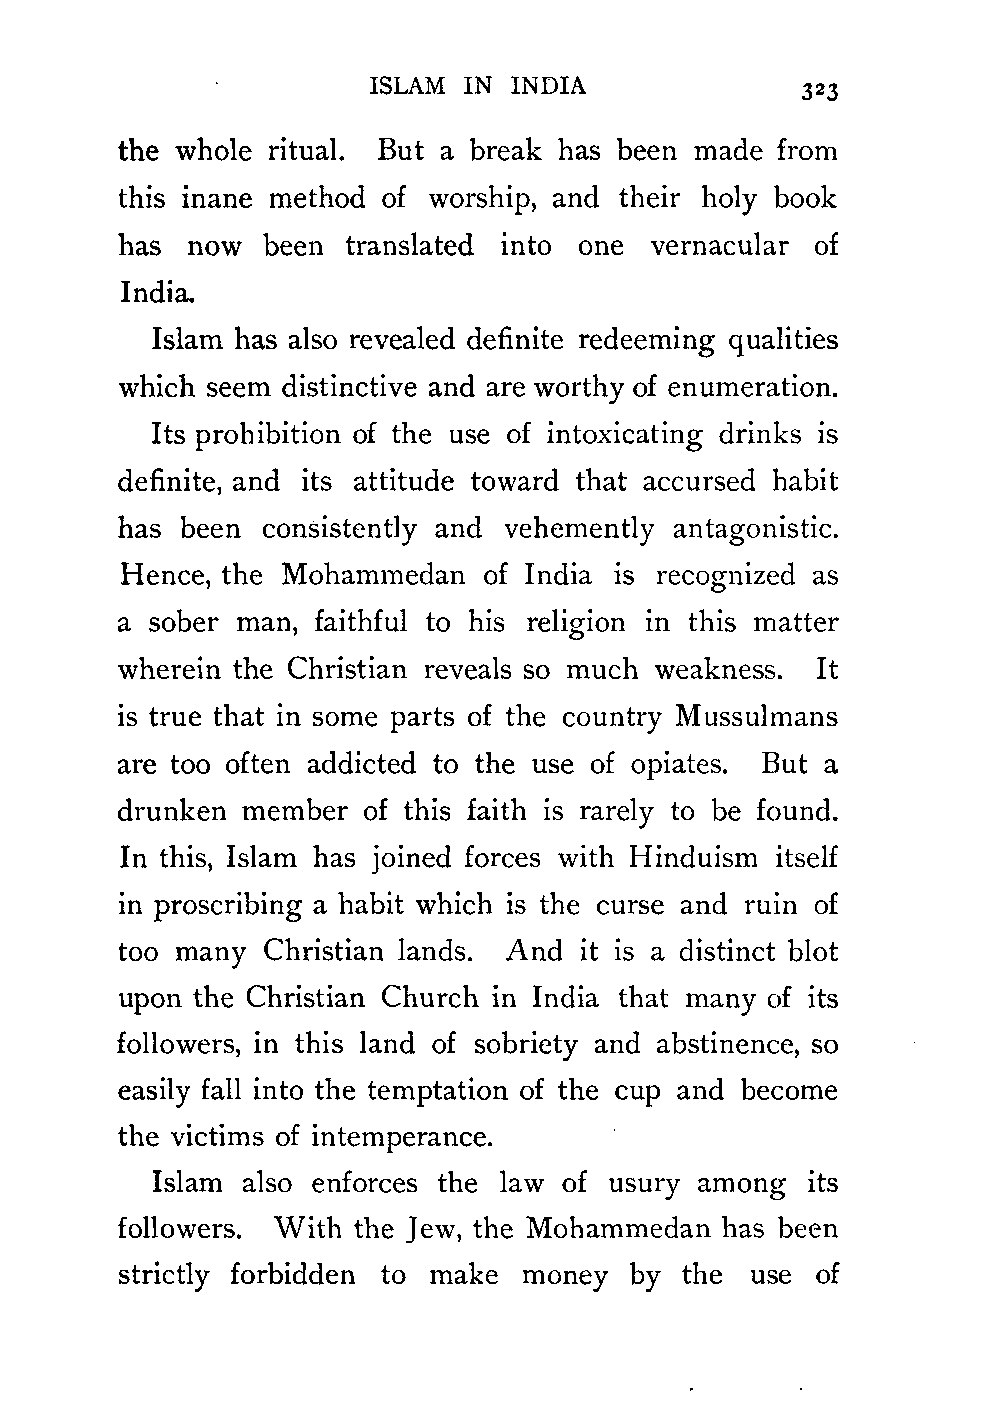 ISLAM IN INDIA 323
the whole ritual. But a break has been made from
this inane method of worship, and their holy book
has now been translated into one vernacular of
India.
Islam has also revealed definite redeeming qualities
which seem distinctive and are worthy of enumeration.
Its prohibition of the use of intoxicating drinks is
definite, and its attitude toward that accursed habit
has been consistently and vehemently antagonistic.
Hence, the Mohammedan of India is recognized as
a sober man, faithful to his religion in this matter
wherein the Christian reveals so much weakness. It
is true that in some parts of the country Mussulmans
are too often addicted to the use of opiates. But a
drunken member of this faith is rarely to be found.
In this, Islam has joined forces with Hinduism itself
in proscribing a habit which is the curse and ruin of
too many Christian lands. And it is a distinct blot
upon the Christian Church in India that many of its
followers, in this land of sobriety and abstinence, so
easily fall into the temptation of the cup and become
the victims of intemperance.
Islam also enforces the law of usury among its
followers. With the Jew, the Mohammedan has been
strictly forbidden to make money by the use of